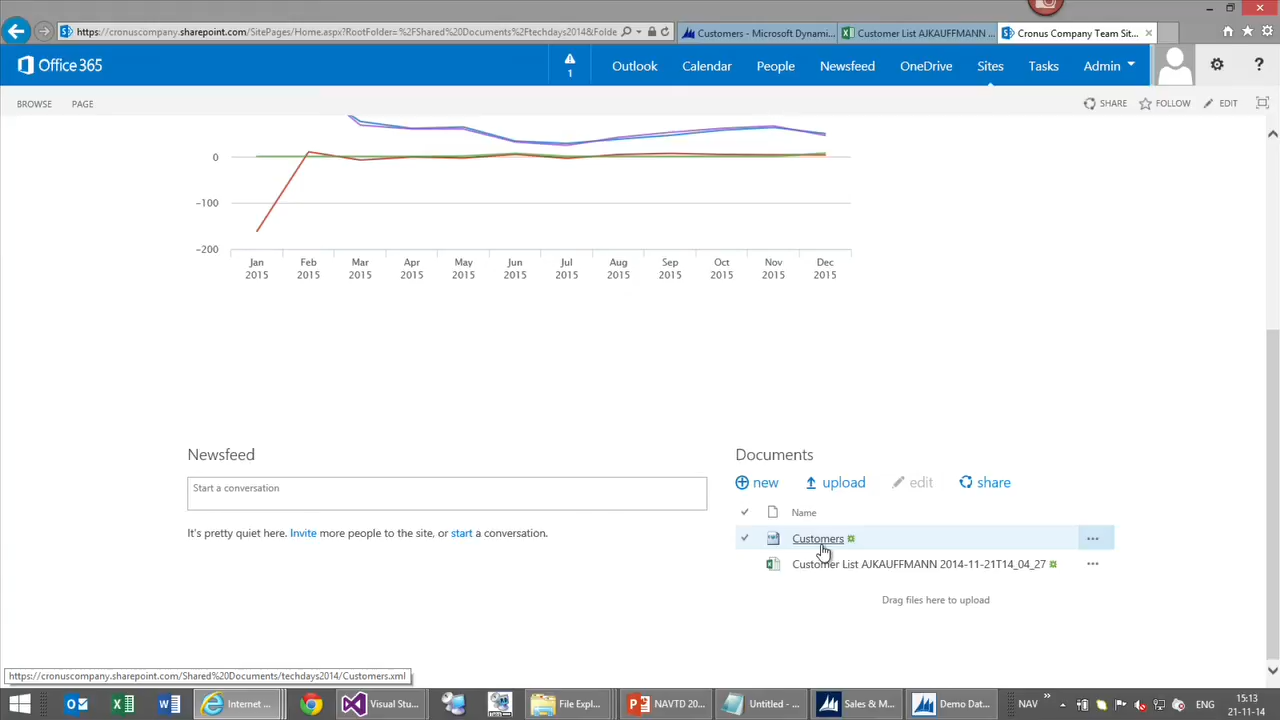 https://cronuscompany.sharepoint.com/SitePages/Home.aspx?RootFolder=%2FShared%20Documents%2Ftechdays2014&Folde
Customers - Microsoft Dynami...
Customer List AJKAUFFMANN ...
Cronus Company Team Sit...
Office 365
1
Outlook
Calendar
People
Newsfeed
OneDrive
Sites
Tasks
Admin
?
BROWSE
PAGE
SHARE
FOLLOW
EDIT
0
-100
-200
Jan Feb Mar Apr May Jun Jul Aug Sep Oct Nov Dec
2015 2015 2015 2015 2015 2015 2015 2015 2015 2015 2015 2015
Newsfeed
Start a conversation
It's pretty quiet here. Invite more people to the site, or start a conversation.
Documents
new
upload
edit
share
Name
Customers
...
Customer List AJKAUFFMANN 2014-11-21T14_04_27
...
Drag files here to upload
https://cronuscompany.sharepoint.com/Shared%20Documents/techdays2014/Customers.xml
Internet ...
Visual Stu...
File Expl...
NAVTD 20...
Untitled - ...
Sales & M...
Demo Dat...
NAV
ENG
15:13
21-11-14